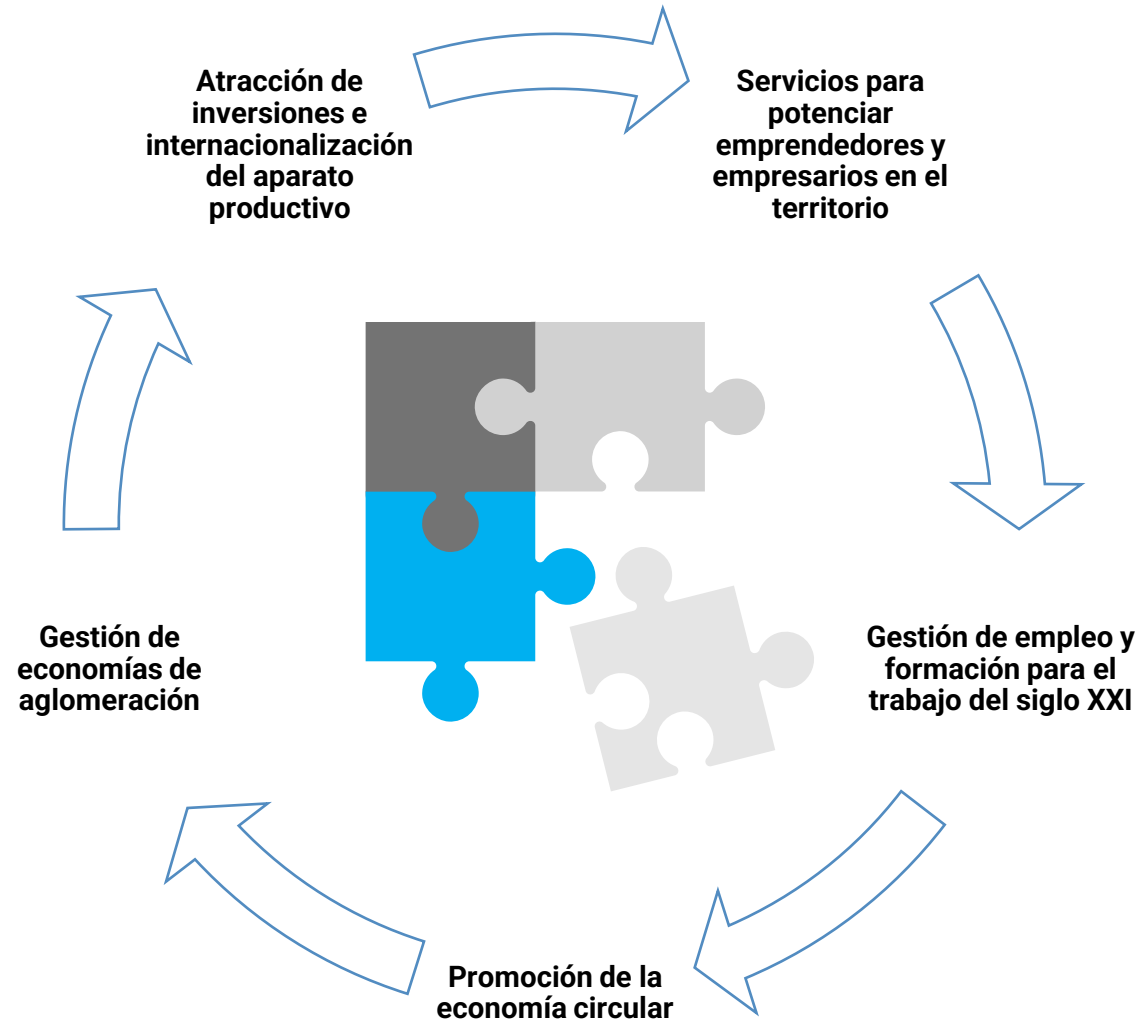 Atracción de
inversiones e
internacionalización
del aparato
productivo
Servicios para
potenciar
emprendedores y
empresarios en el
territorio
Gestión de empleo y
formación para el
trabajo del siglo XXI
Promoción de la
economía circular
Gestión de
economías de
aglomeración